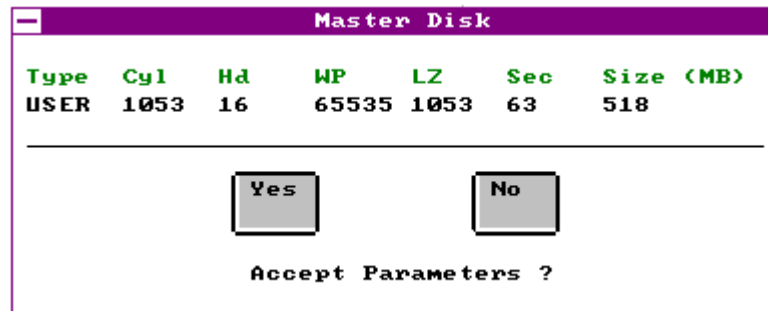 Master Disk
Type Cyl Hd WP LZ Sec Size (MB)
USER 1053 16 65535 1053 63 518
Yes No
Accept Parameters ?